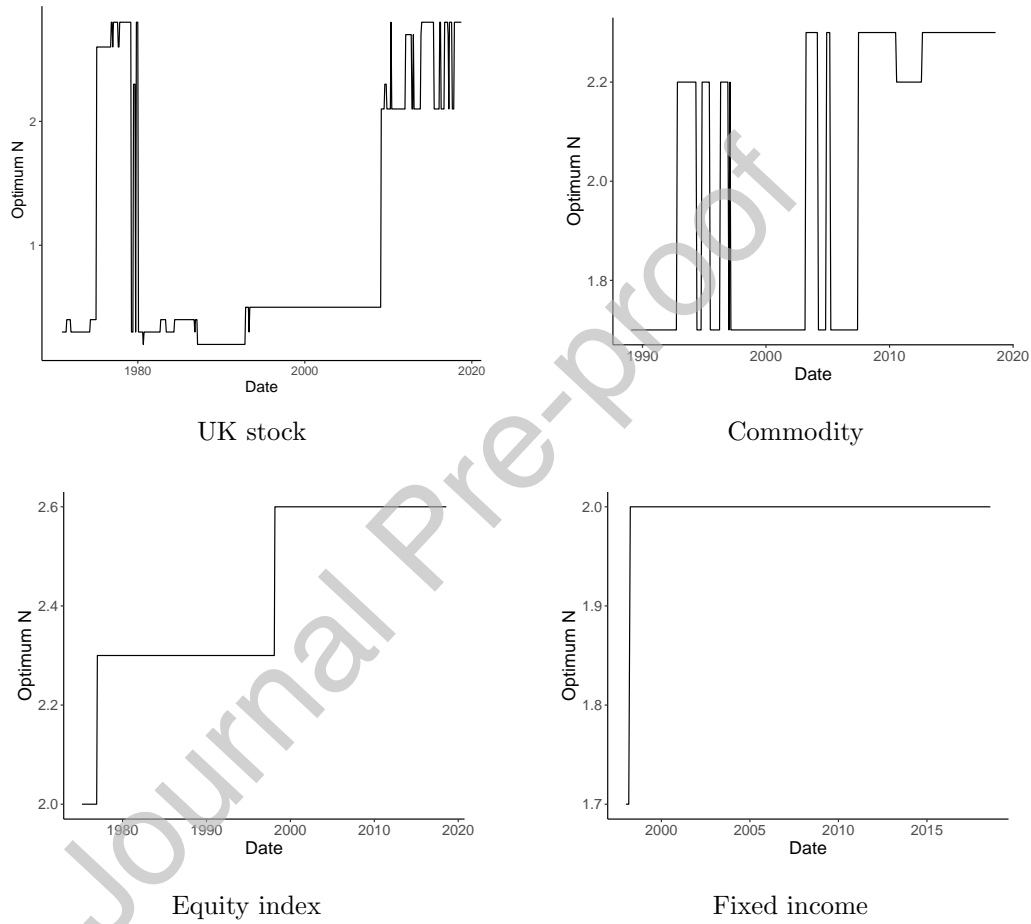 Optimum N
2
1
1980
2000
2020
Date
UK stock
Optimum N
2.2
2.0
1.8
1990
2000
2010
2020
Date
Commodity
Optimum N
2.6
2.4
2.2
2.0
1980
1990
2000
2010
2020
Date
Equity index
Optimum N
2.0
1.9
1.8
1.7
2000
2005
2010
2015
Date
Fixed income
Journal Pre-proof